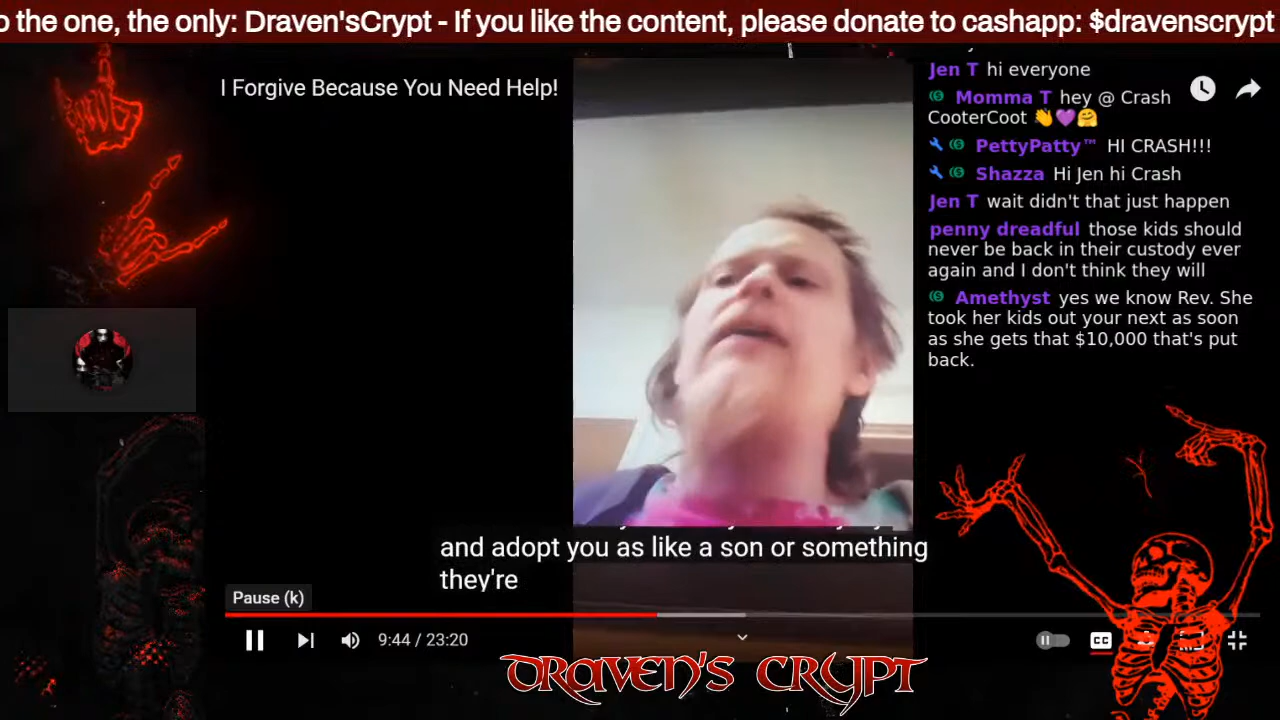 o the one, the only: Draven'sCrypt - If you like the content, please donate to cashapp: $dravenscrypt
I Forgive Because You Need Help!
Jen T hi everyone
Momma T hey @ Crash
CooterCoot 👋💜🤗
PettyPatty™ HI CRASH!!!
Shazza Hi Jen hi Crash
Jen T wait didn't that just happen
penny dreadful those kids should
never be back in their custody ever
again and I don't think they will
Amethyst yes we know Rev. She
took her kids out your next as soon
as she gets that $10,000 that's put
back.
and adopt you as like a son or something
they're
Pause (k)
9:44 / 23:20
CC
DRAVEN'S CRYPT